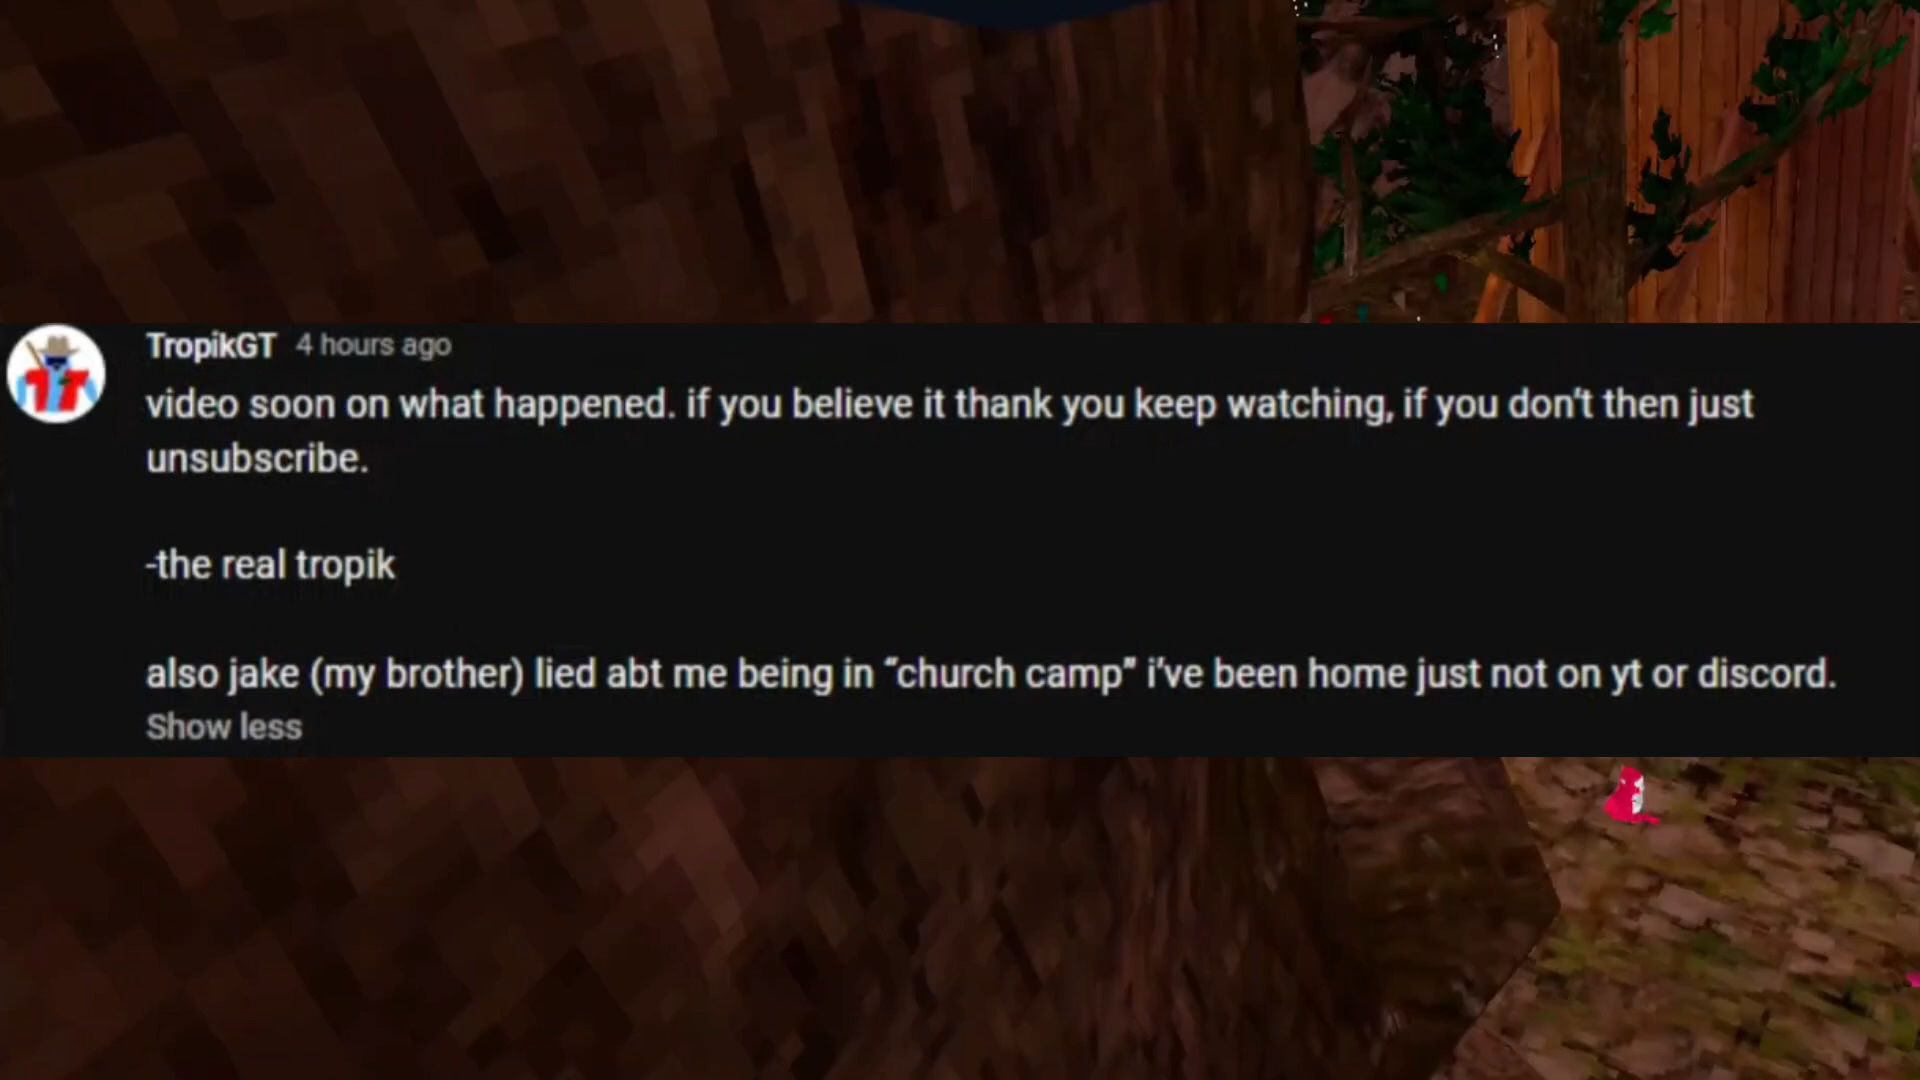 TropikGT 4 hours ago
video soon on what happened. if you believe it thank you keep watching, if you don't then just
unsubscribe.
-the real tropik
also jake (my brother) lied abt me being in “church camp” i've been home just not on yt or discord.
Show less